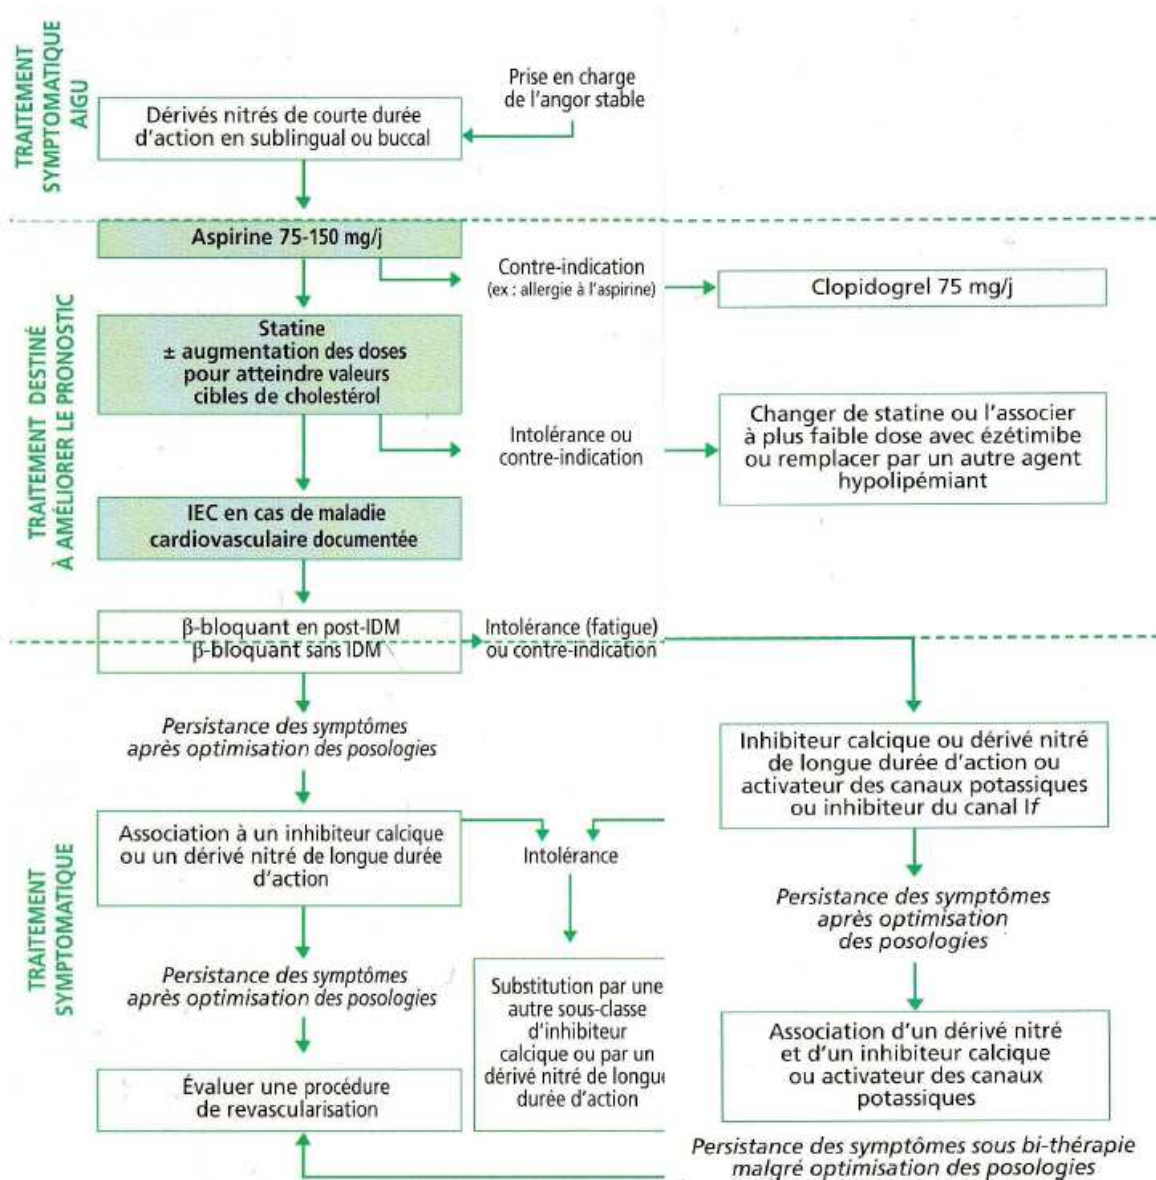 TRAITEMENT
SYMPTOMATIQUE
AIGU
Prise en charge
de l'angor stable
Dérivés nitrés de courte durée
d'action en sublingual ou buccal
TRAITEMENT DESTINÉ
À AMÉLIORER LE PRONOSTIC
Aspirine 75-150 mg/j
Contre-indication
(ex : allergie à l'aspirine)
Clopidogrel 75 mg/j
Statine
± augmentation des doses
pour atteindre valeurs
cibles de cholestérol
Intolérance ou
contre-indication
Changer de statine ou l'associer
à plus faible dose avec ézétimibe
ou remplacer par un autre agent
hypolipémiant
IEC en cas de maladie
cardiovasculaire documentée
β-bloquant en post-IDM
β-bloquant sans IDM
Intolérance (fatigue)
ou contre-indication
TRAITEMENT
SYMPTOMATIQUE
Persistance des symptômes
après optimisation des posologies
Inhibiteur calcique ou dérivé nitré
de longue durée d'action ou
activateur des canaux potassiques
ou inhibiteur du canal If
Association à un inhibiteur calcique
ou un dérivé nitré de longue durée
d'action
Intolérance
Persistance des symptômes
après optimisation
des posologies
Persistance des symptômes
après optimisation des posologies
Substitution par une
autre sous-classe
d'inhibiteur
calcique ou par un
dérivé nitré de longue
durée d'action
Association d'un dérivé nitré
et d'un inhibiteur calcique
ou activateur des canaux
potassiques
Évaluer une procédure
de revascularisation
Persistance des symptômes sous bi-thérapie
malgré optimisation des posologies